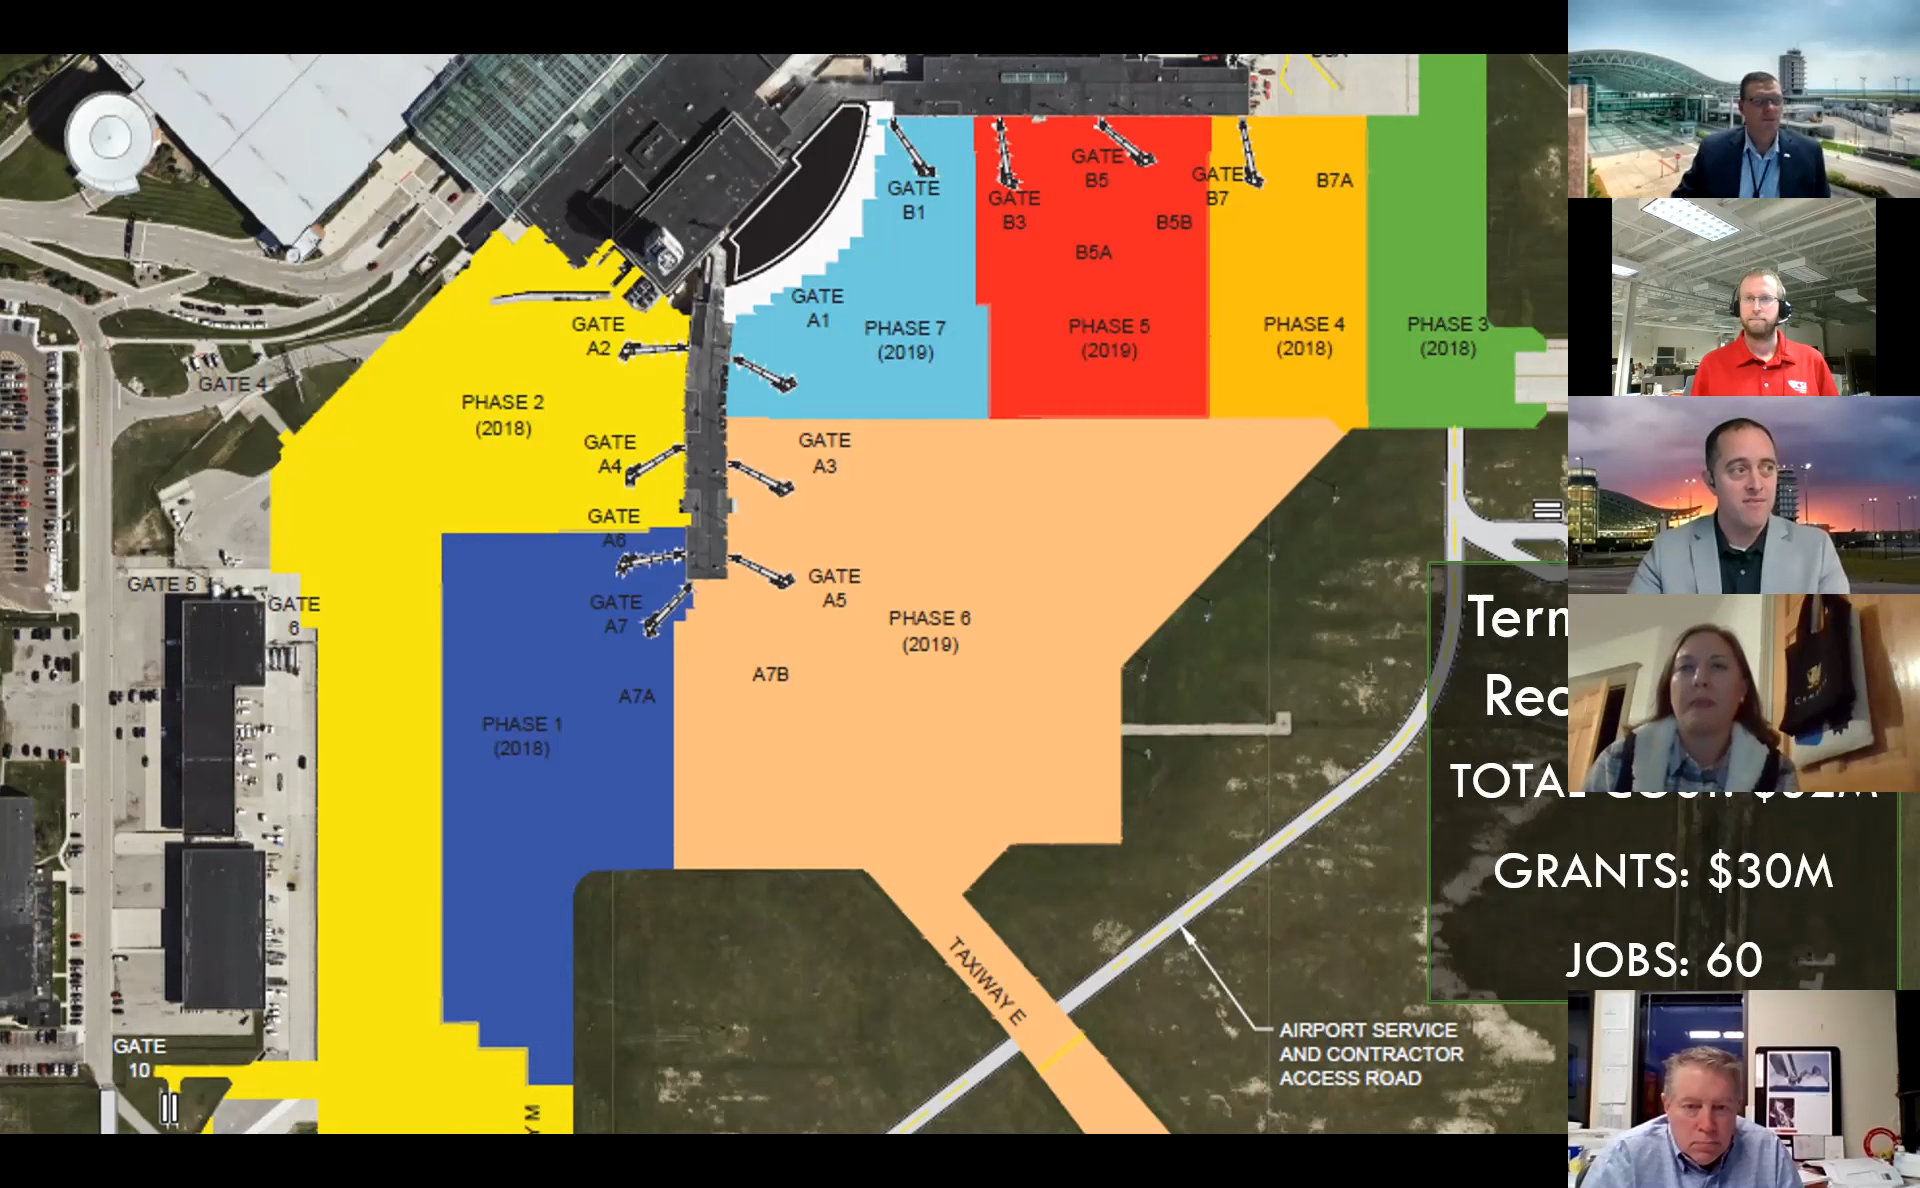 GATE
B1
GATE
B3
GATE
B5
B5B
B5A
GATE
B7
B7A
GATE
A1
PHASE 7
(2019)
PHASE 5
(2019)
PHASE 4
(2018)
PHASE 3
(2018)
GATE
A2
GATE 4
PHASE 2
(2018)
GATE
A4
GATE
A3
GATE
A6
GATE 5
GATE
6
GATE
A7
GATE
A5
PHASE 6
(2019)
A7B
A7A
PHASE 1
(2018)
TAXIWAY E
AIRPORT SERVICE
AND CONTRACTOR
ACCESS ROAD
GATE
10
Y M
GRANTS: $30M
JOBS: 60